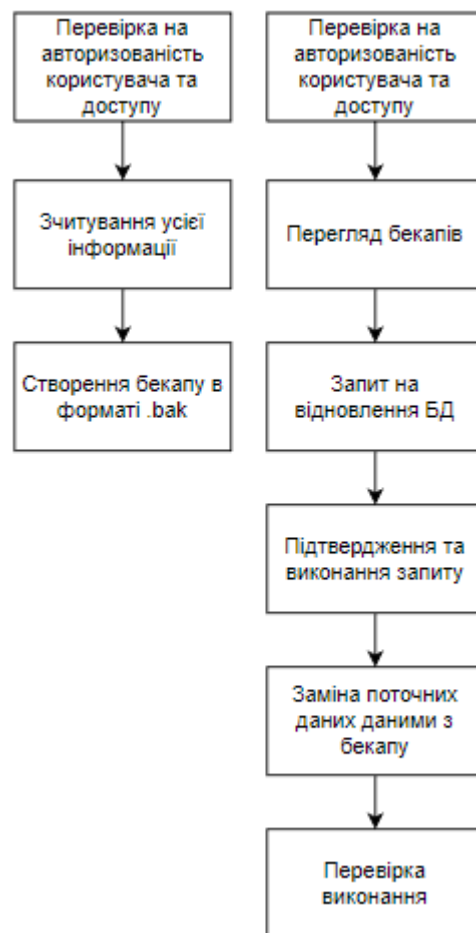 Перевірка на
авторизованість
користувача та
доступу
Зчитування усієї
інформації
Створення бекапу в
форматі .bak
Перевірка на
авторизованість
користувача та
доступу
Перегляд бекапів
Запит на
відновлення БД
Підтвердження та
виконання запиту
Заміна поточних
даних даними з
бекапу
Перевірка
виконання